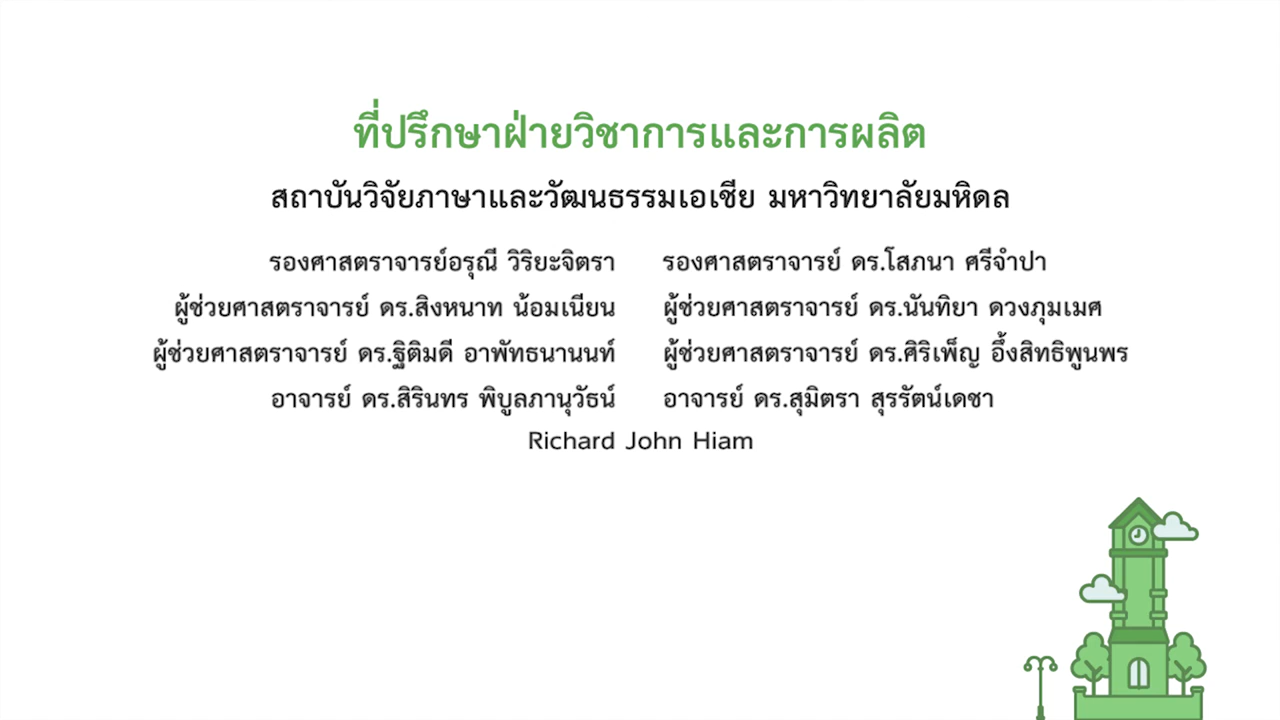 ที่ปรึกษาฝ่ายวิชาการและการผลิต
สถาบันวิจัยภาษาและวัฒนธรรมเอเชีย มหาวิทยาลัยมหิดล
รองศาสตราจารย์อรุณี วิริยะจิตรา รองศาสตราจารย์ ดร.โสภนา ศรีจำปา
ผู้ช่วยศาสตราจารย์ ดร.สิงหนาท น้อมเนียน ผู้ช่วยศาสตราจารย์ ดร.นันทิยา ดวงภุมเมศ
ผู้ช่วยศาสตราจารย์ ดร.ฐิติมดี อาพัทธนานนท์ ผู้ช่วยศาสตราจารย์ ดร.ศิริเพ็ญ อึ้งสิทธิพูนพร
อาจารย์ ดร.สิรินทร พิบูลภานุวัธน์ อาจารย์ ดร.สุมิตรา สุรรัตน์เดชา
Richard John Hiam